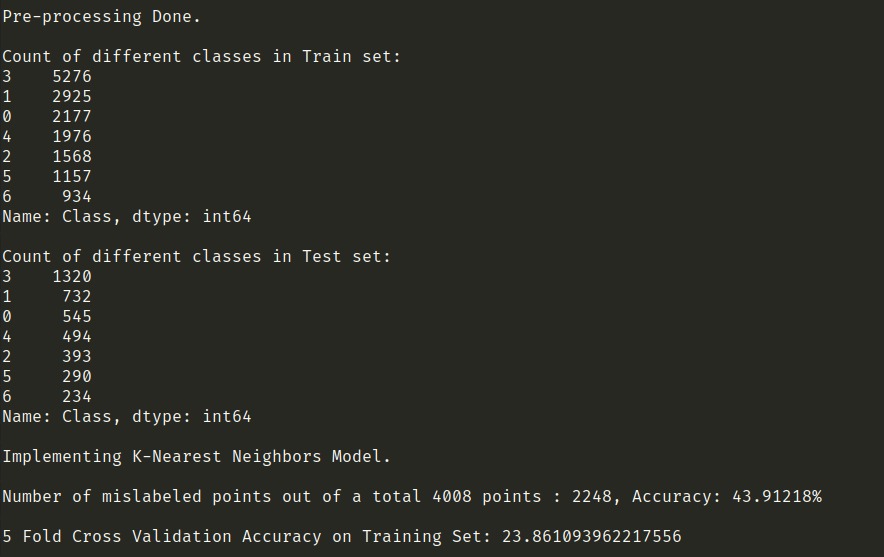 Pre-processing Done.
Count of different classes in Train set:
3    5276
1    2925
0    2177
4    1976
2    1568
5    1157
6     934
Name: Class, dtype: int64
Count of different classes in Test set:
3    1320
1     732
0     545
4     494
2     393
5     290
6     234
Name: Class, dtype: int64
Implementing K-Nearest Neighbors Model.
Number of mislabeled points out of a total 4008 points : 2248, Accuracy: 43.91218%
5 Fold Cross Validation Accuracy on Training Set: 23.861093962217556